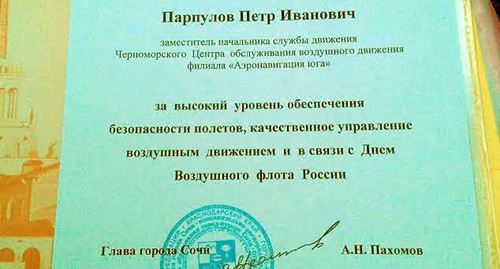 Парпулов Петр Иванович
заместитель начальника службы движения
Черноморского Центра обслуживания воздушного движения
филиала «Аэронавигация юга»
за высокий уровень обеспечения
безопасности полетов, качественное управление
воздушным движением и в связи с Днем
Воздушного флота России
Глава города Сочи А.Н. Пахомов